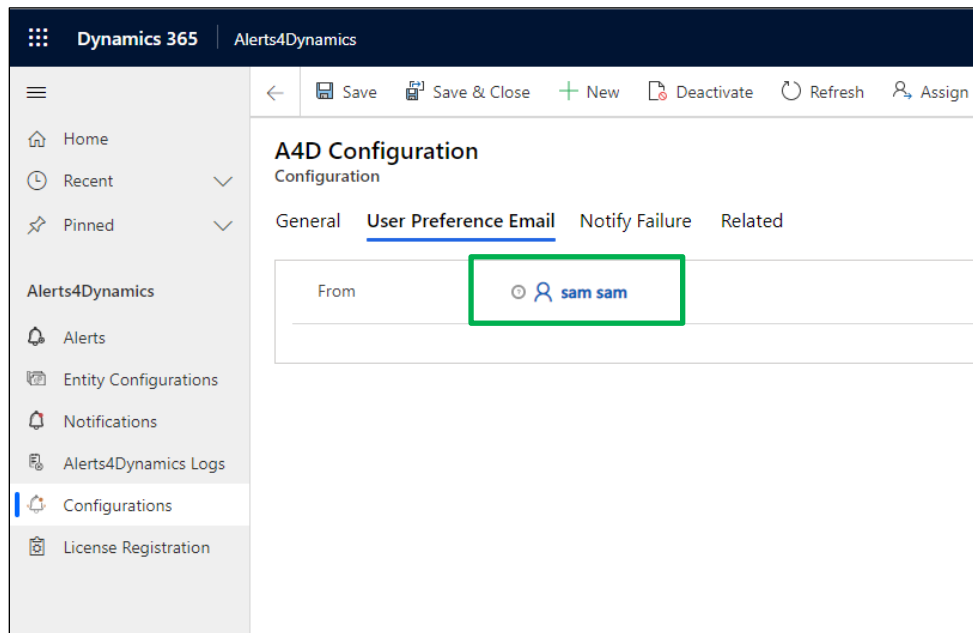 Dynamics 365 Alerts4Dynamics
Save Save & Close New Deactivate Refresh Assign
Home
Recent
Pinned
Alerts4Dynamics
Alerts
Entity Configurations
Notifications
Alerts4Dynamics Logs
Configurations
License Registration
A4D Configuration
Configuration
General User Preference Email Notify Failure Related
From sam sam